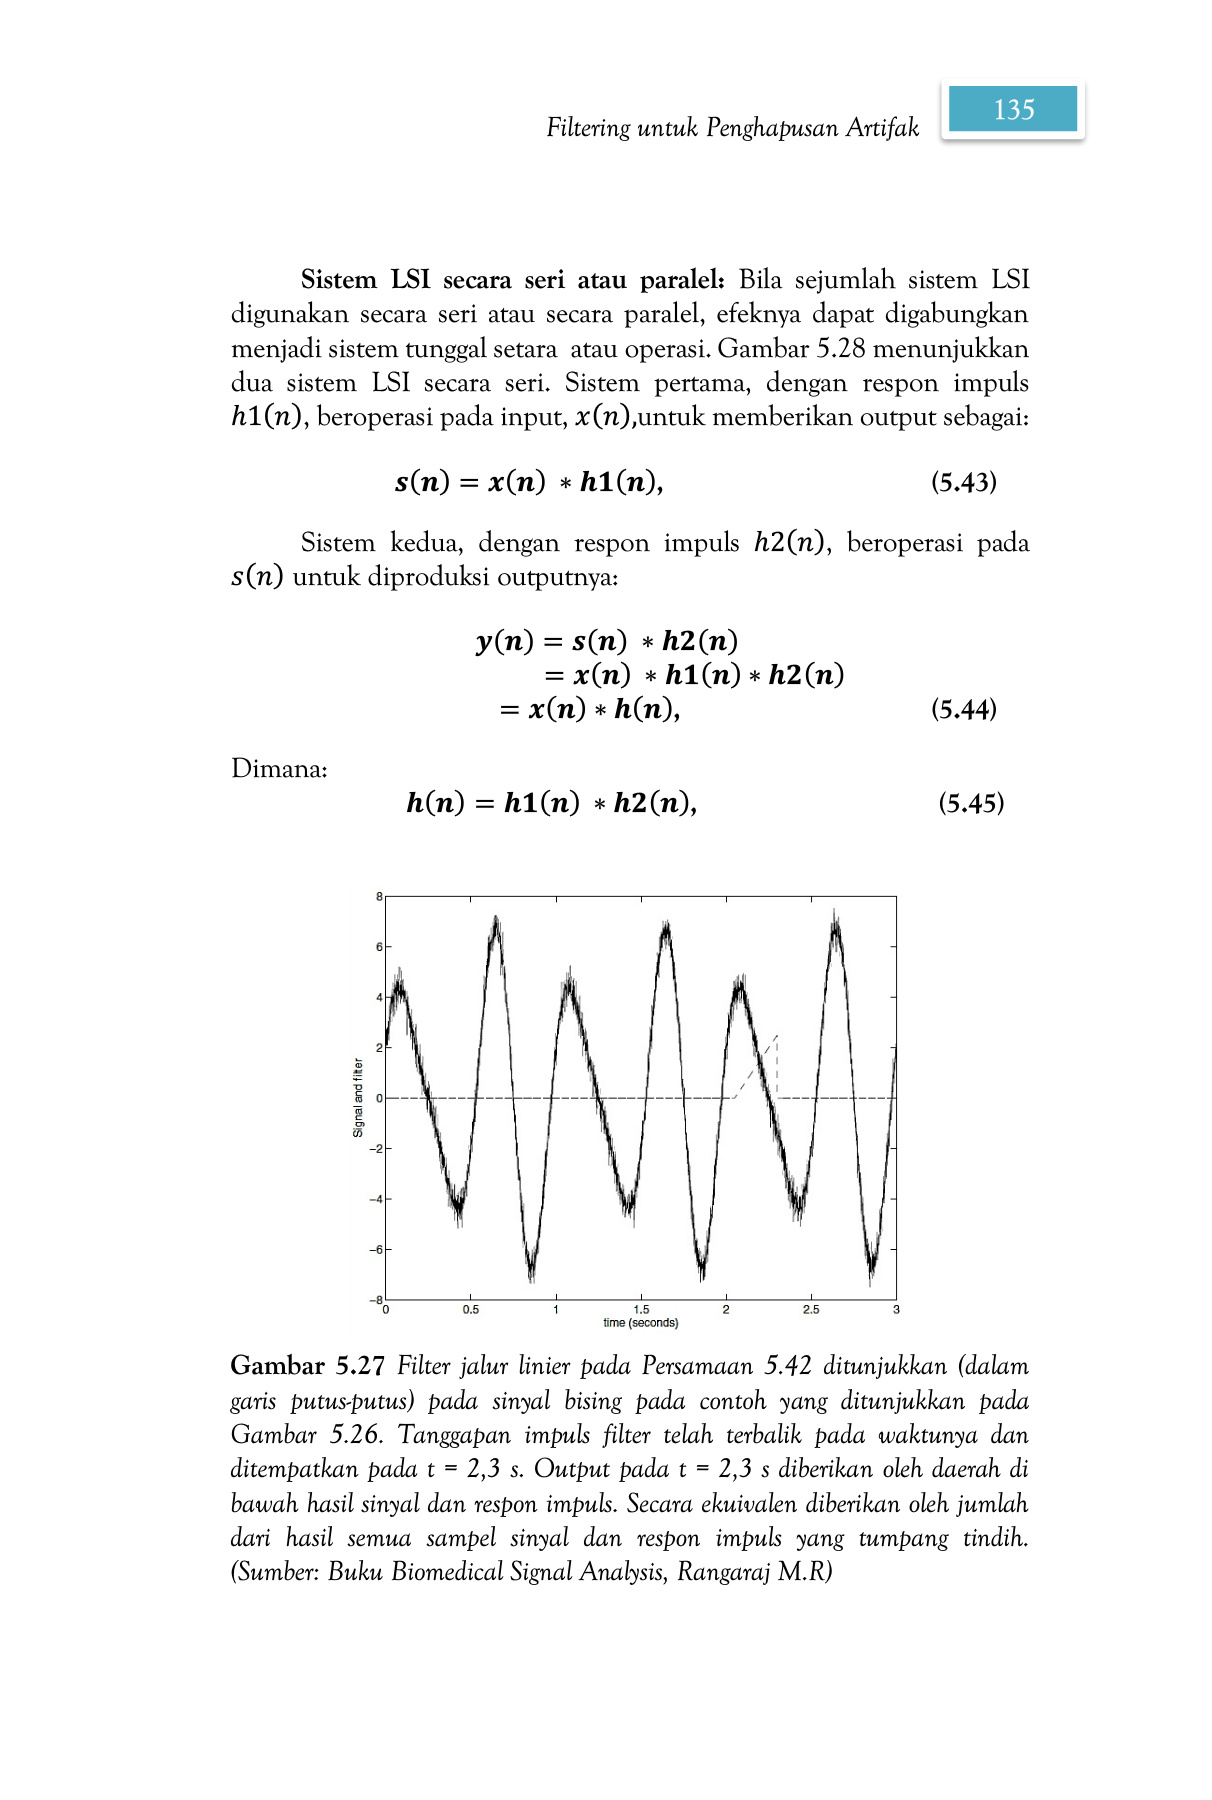 Filtering untuk Penghapusan Artifak
135
Sistem LSI secara seri atau paralel: Bila sejumlah sistem LSI
digunakan secara seri atau secara paralel, efeknya dapat digabungkan
menjadi sistem tunggal setara atau operasi. Gambar 5.28 menunjukkan
dua sistem LSI secara seri. Sistem pertama, dengan respon impuls
h1(n), beroperasi pada input, x(n),untuk memberikan output sebagai:
s(n) = x(n) ∗ h1(n), (5.43)
Sistem kedua, dengan respon impuls h2(n), beroperasi pada
s(n) untuk diproduksi outputnya:
y(n) = s(n) ∗ h2(n)
= x(n) ∗ h1(n) ∗ h2(n)
= x(n) ∗ h(n), (5.44)
Dimana:
h(n) = h1(n) ∗ h2(n), (5.45)
8
6
4
2
0
−2
−4
−6
−8
Signal and filter
0 0.5 1 1.5 2 2.5 3
time (seconds)
Gambar 5.27 Filter jalur linier pada Persamaan 5.42 ditunjukkan (dalam
garis putus-putus) pada sinyal bising pada contoh yang ditunjukkan pada
Gambar 5.26. Tanggapan impuls filter telah terbalik pada waktunya dan
ditempatkan pada t = 2,3 s. Output pada t = 2,3 s diberikan oleh daerah di
bawah hasil sinyal dan respon impuls. Secara ekuivalen diberikan oleh jumlah
dari hasil semua sampel sinyal dan respon impuls yang tumpang tindih.
(Sumber: Buku Biomedical Signal Analysis, Rangaraj M.R)